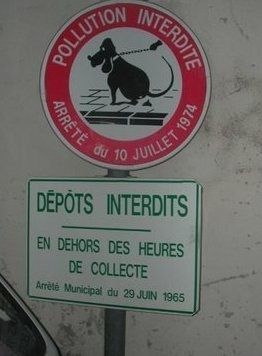 POLLUTION INTERDITE
ARRÊTÉ du 10 JUILLET 1974
DÉPÔTS INTERDITS
EN DEHORS DES HEURES
DE COLLECTE
Arrêté Municipal du 29 JUIN 1965